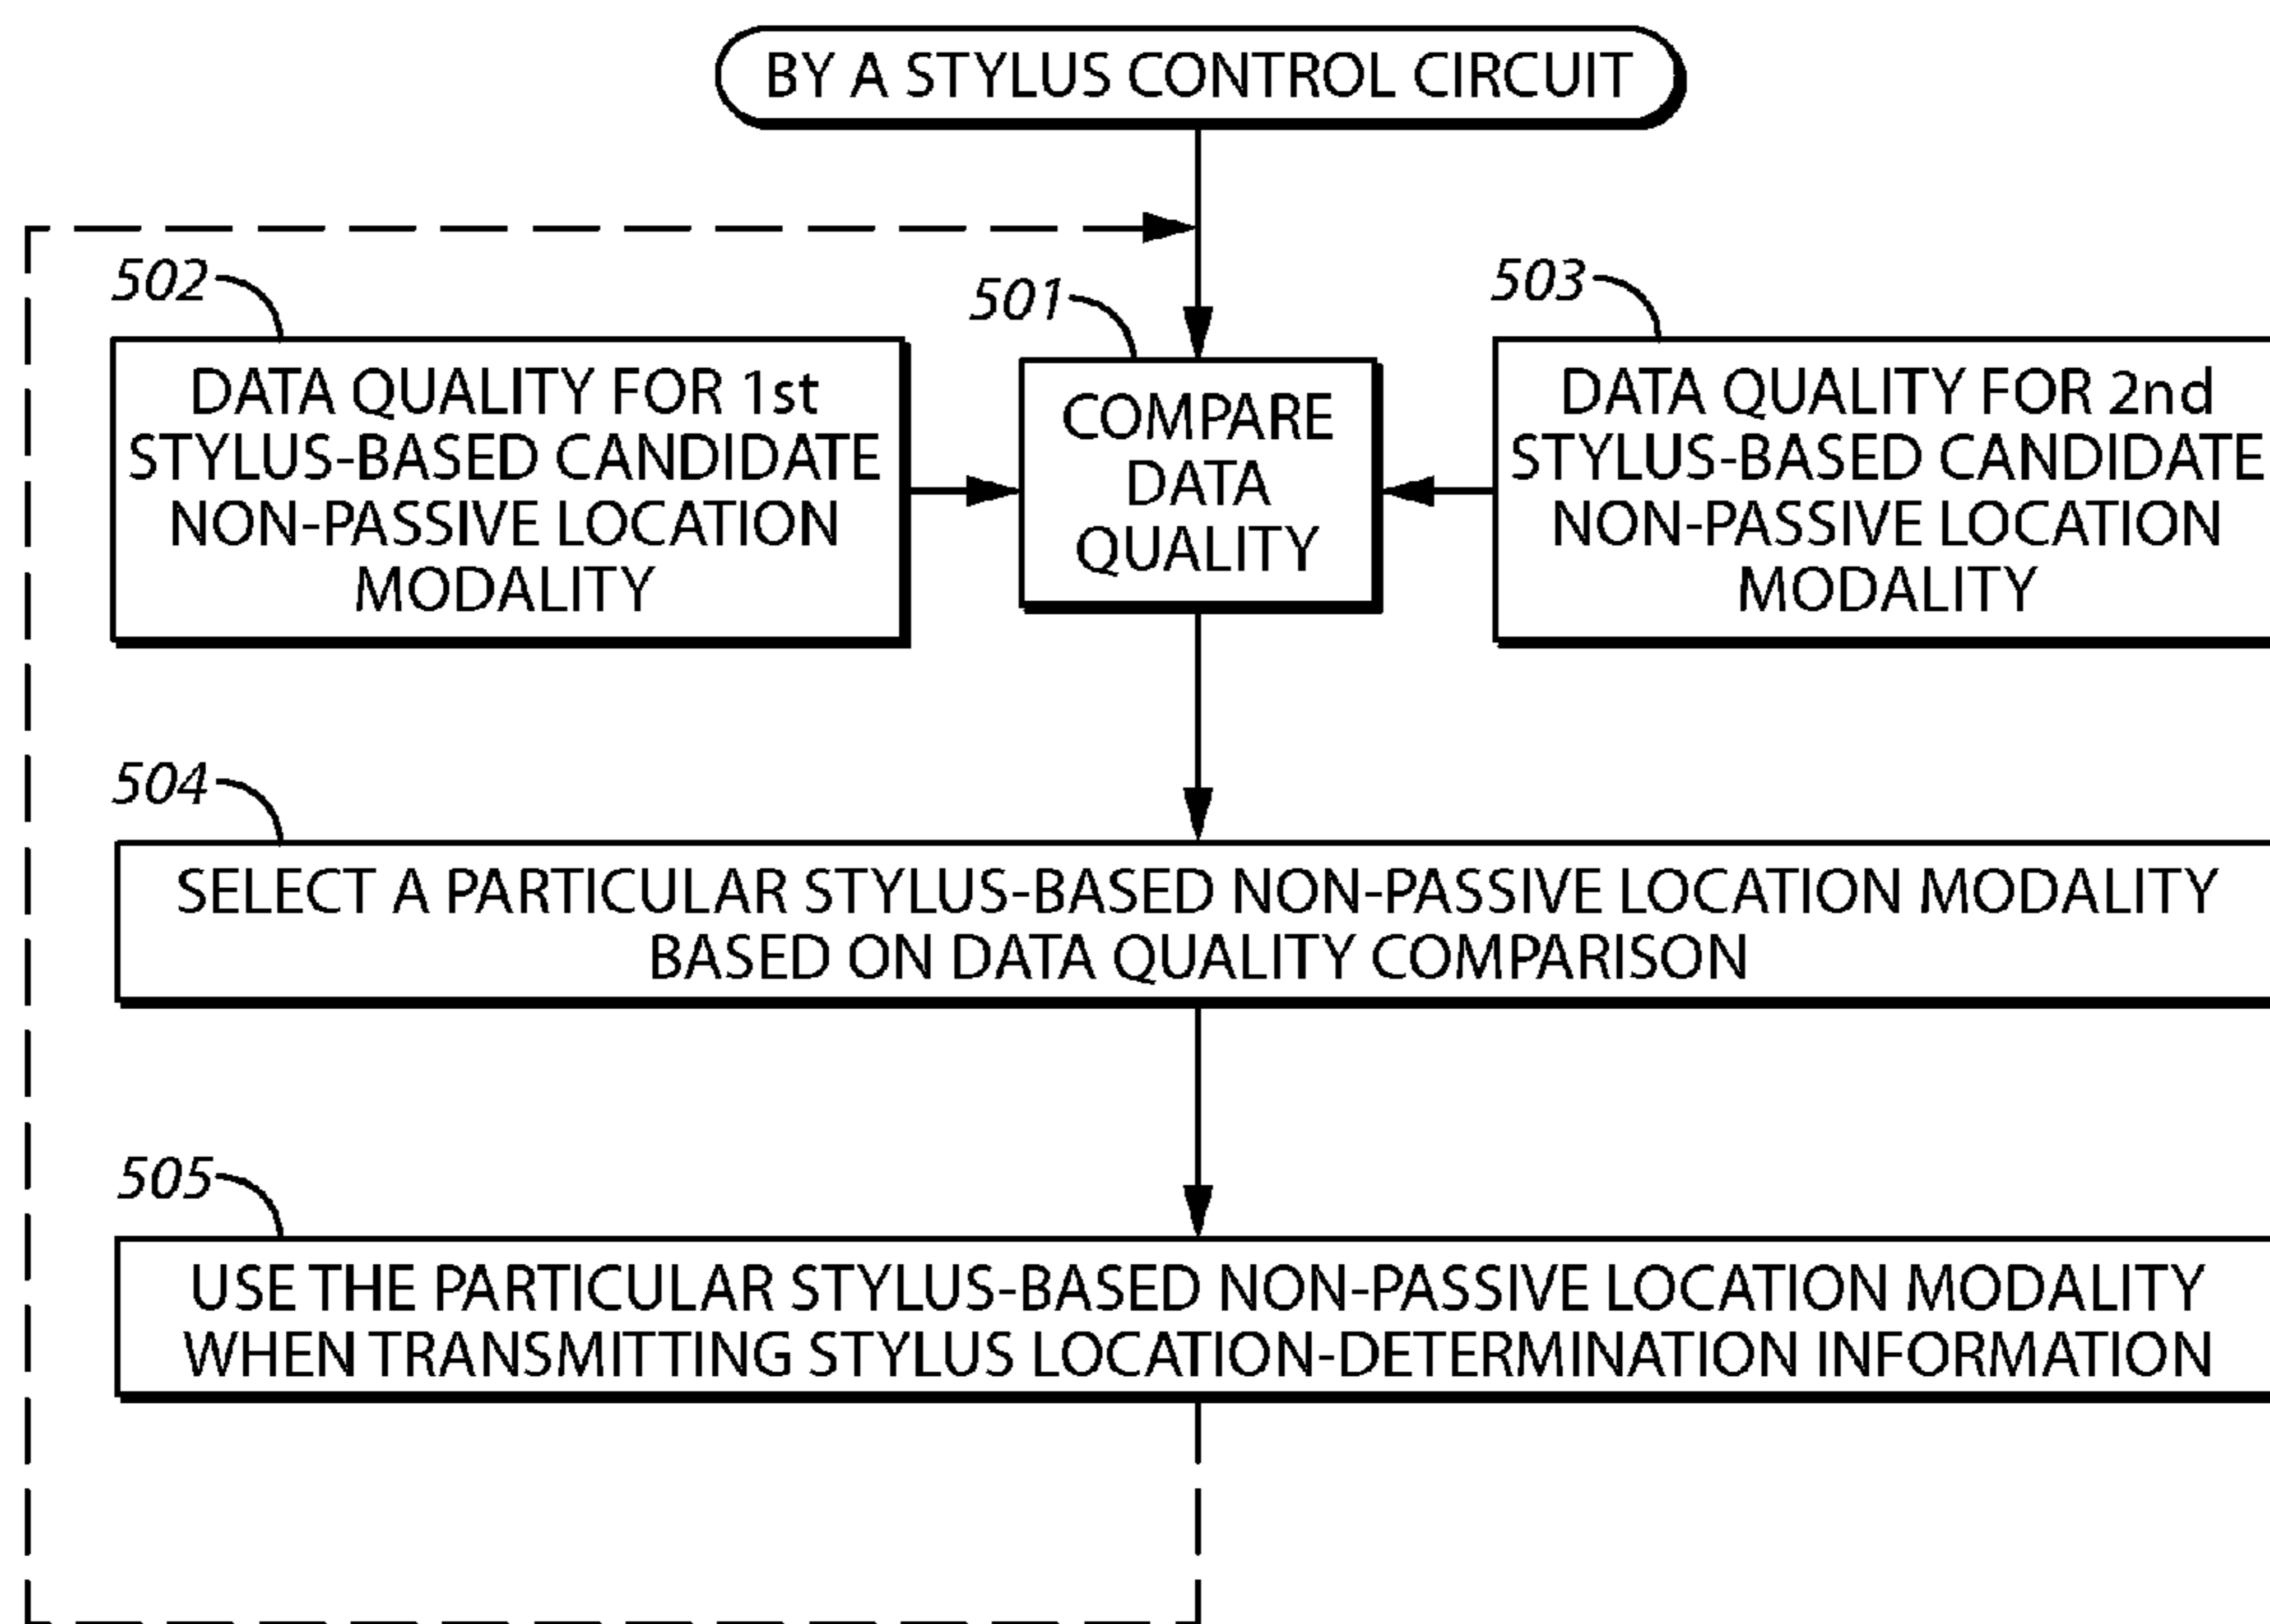 BY A STYLUS CONTROL CIRCUIT
502
501
503
DATA QUALITY FOR 1st
STYLUS-BASED CANDIDATE
NON-PASSIVE LOCATION
MODALITY
COMPARE
DATA
QUALITY
DATA QUALITY FOR 2nd
STYLUS-BASED CANDIDATE
NON-PASSIVE LOCATION
MODALITY
504
SELECT A PARTICULAR STYLUS-BASED NON-PASSIVE LOCATION MODALITY
BASED ON DATA QUALITY COMPARISON
505
USE THE PARTICULAR STYLUS-BASED NON-PASSIVE LOCATION MODALITY
WHEN TRANSMITTING STYLUS LOCATION-DETERMINATION INFORMATION